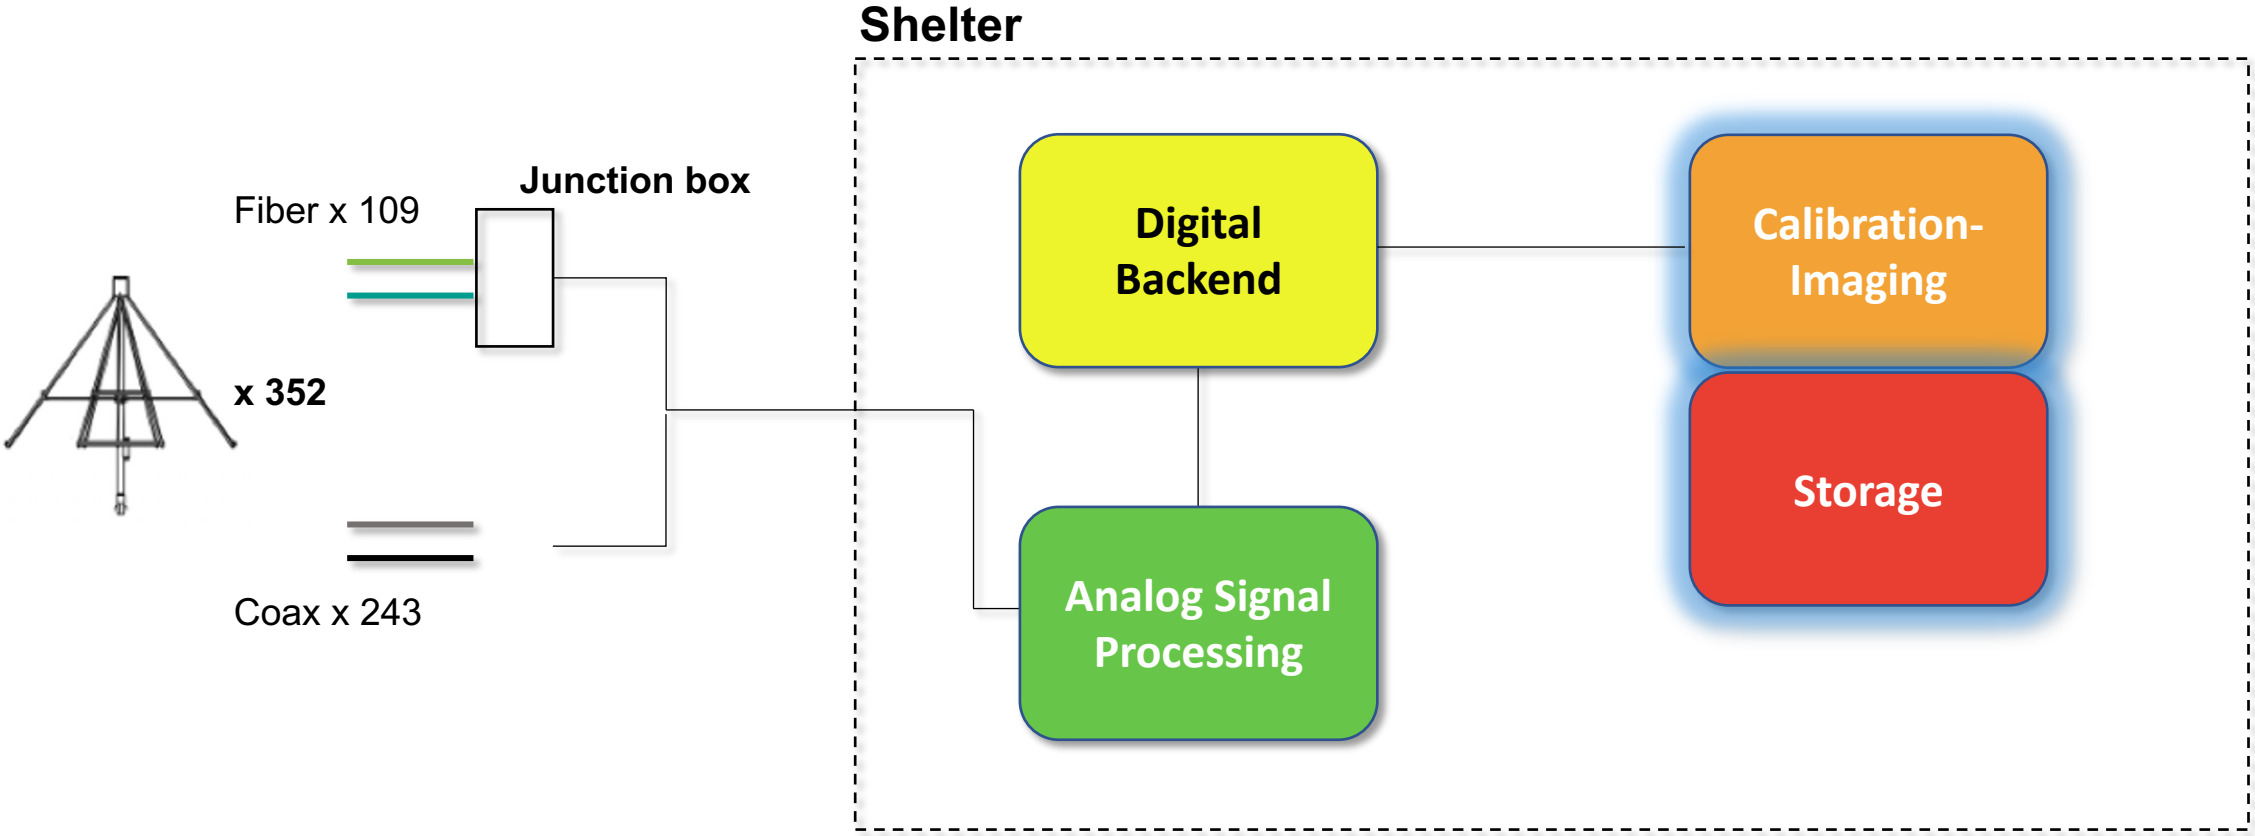 Shelter
Junction box
Fiber x 109
x 352
Coax x 243
Digital
Backend
Calibration-
Imaging
Storage
Analog Signal
Processing